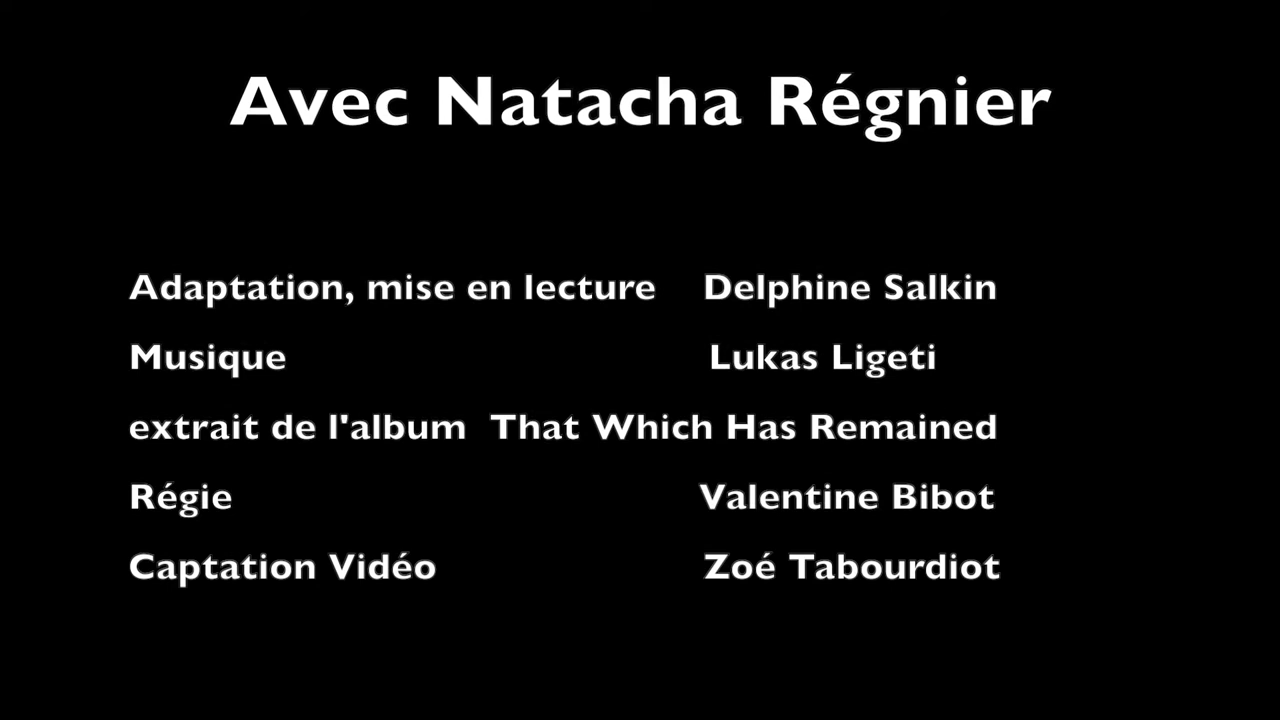 Avec Natacha Régnier
Adaptation, mise en lecture Delphine Salkin
Musique Lukas Ligeti
extrait de l'album That Which Has Remained
Régie Valentine Bibot
Captation Vidéo Zoé Tabourdiot